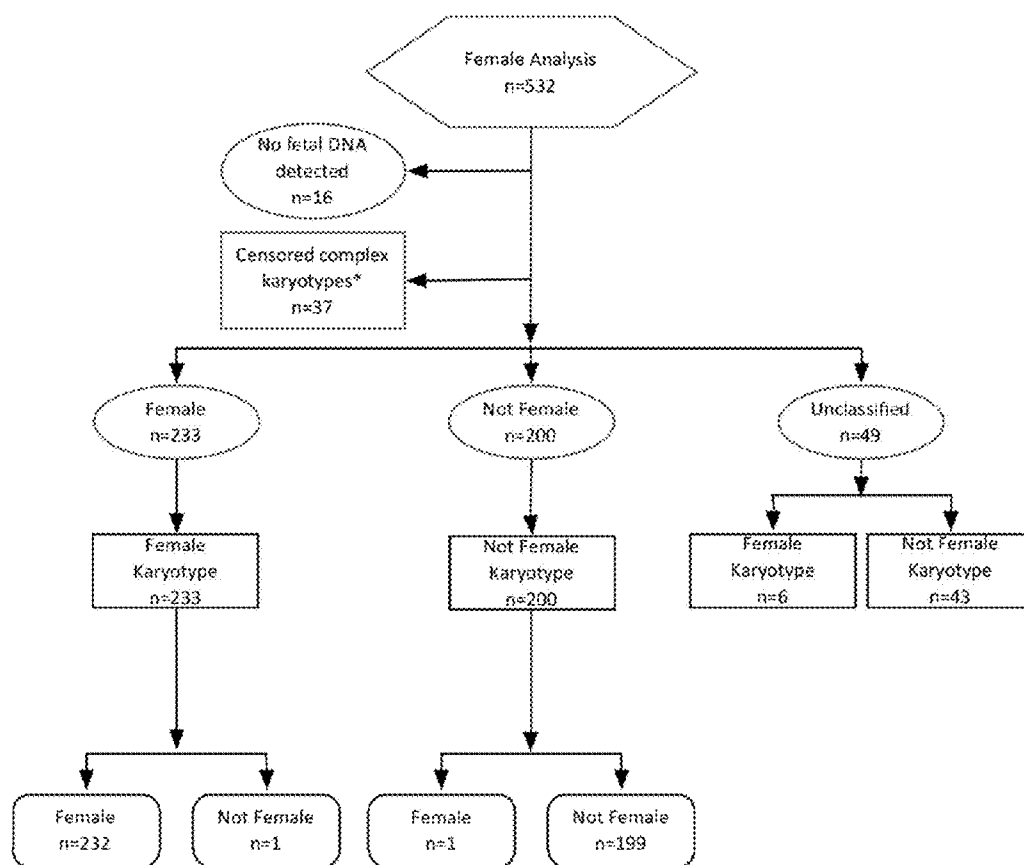 Female Analysis
n=532
No fetal DNA
detected
n=16
Censored complex
karyotypes*
n=37
Female
n=233
Not Female
n=200
Unclassified
n=49
Female
Karyotype
n=233
Not Female
Karyotype
n=200
Female
Karyotype
n=6
Not Female
Karyotype
n=43
Female
n=232
Not Female
n=1
Female
n=1
Not Female
n=199